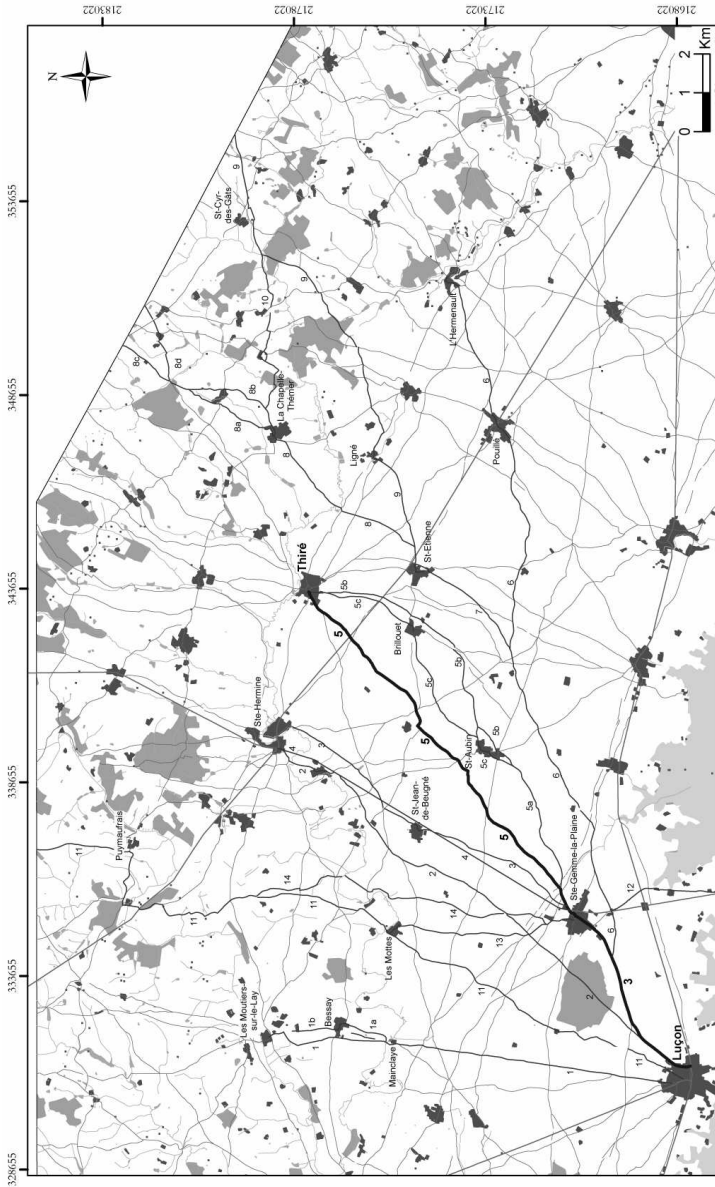 328655
333655
338655
343655
348655
353655
N
2183022
2178022
2173022
2168022
11
Puymaufrais
11
8c
8d
St-Cyr-
des-Gâts
9
Les Moutiers-
sur-le-Lay
14
Ste-Hermine
4
2
3
8a
8b
10
La Chapelle-
Thémer
8
9
Thiré
1
1b
Bessay
1a
11
5
5b
5c
8
Ligné
Mainclaye
Les Mottes
St-Jean-
de-Beugné
2
5
Brillouet
5c
St-Etienne
9
L'Hermenault
14
13
4
3
St-Aubin
5c
5b
5b
7
6
Pouillé
11
5
5a
6
1
2
Ste-Gemme-la-Plaine
6
6
3
12
11
Luçon
0 1 2
Km